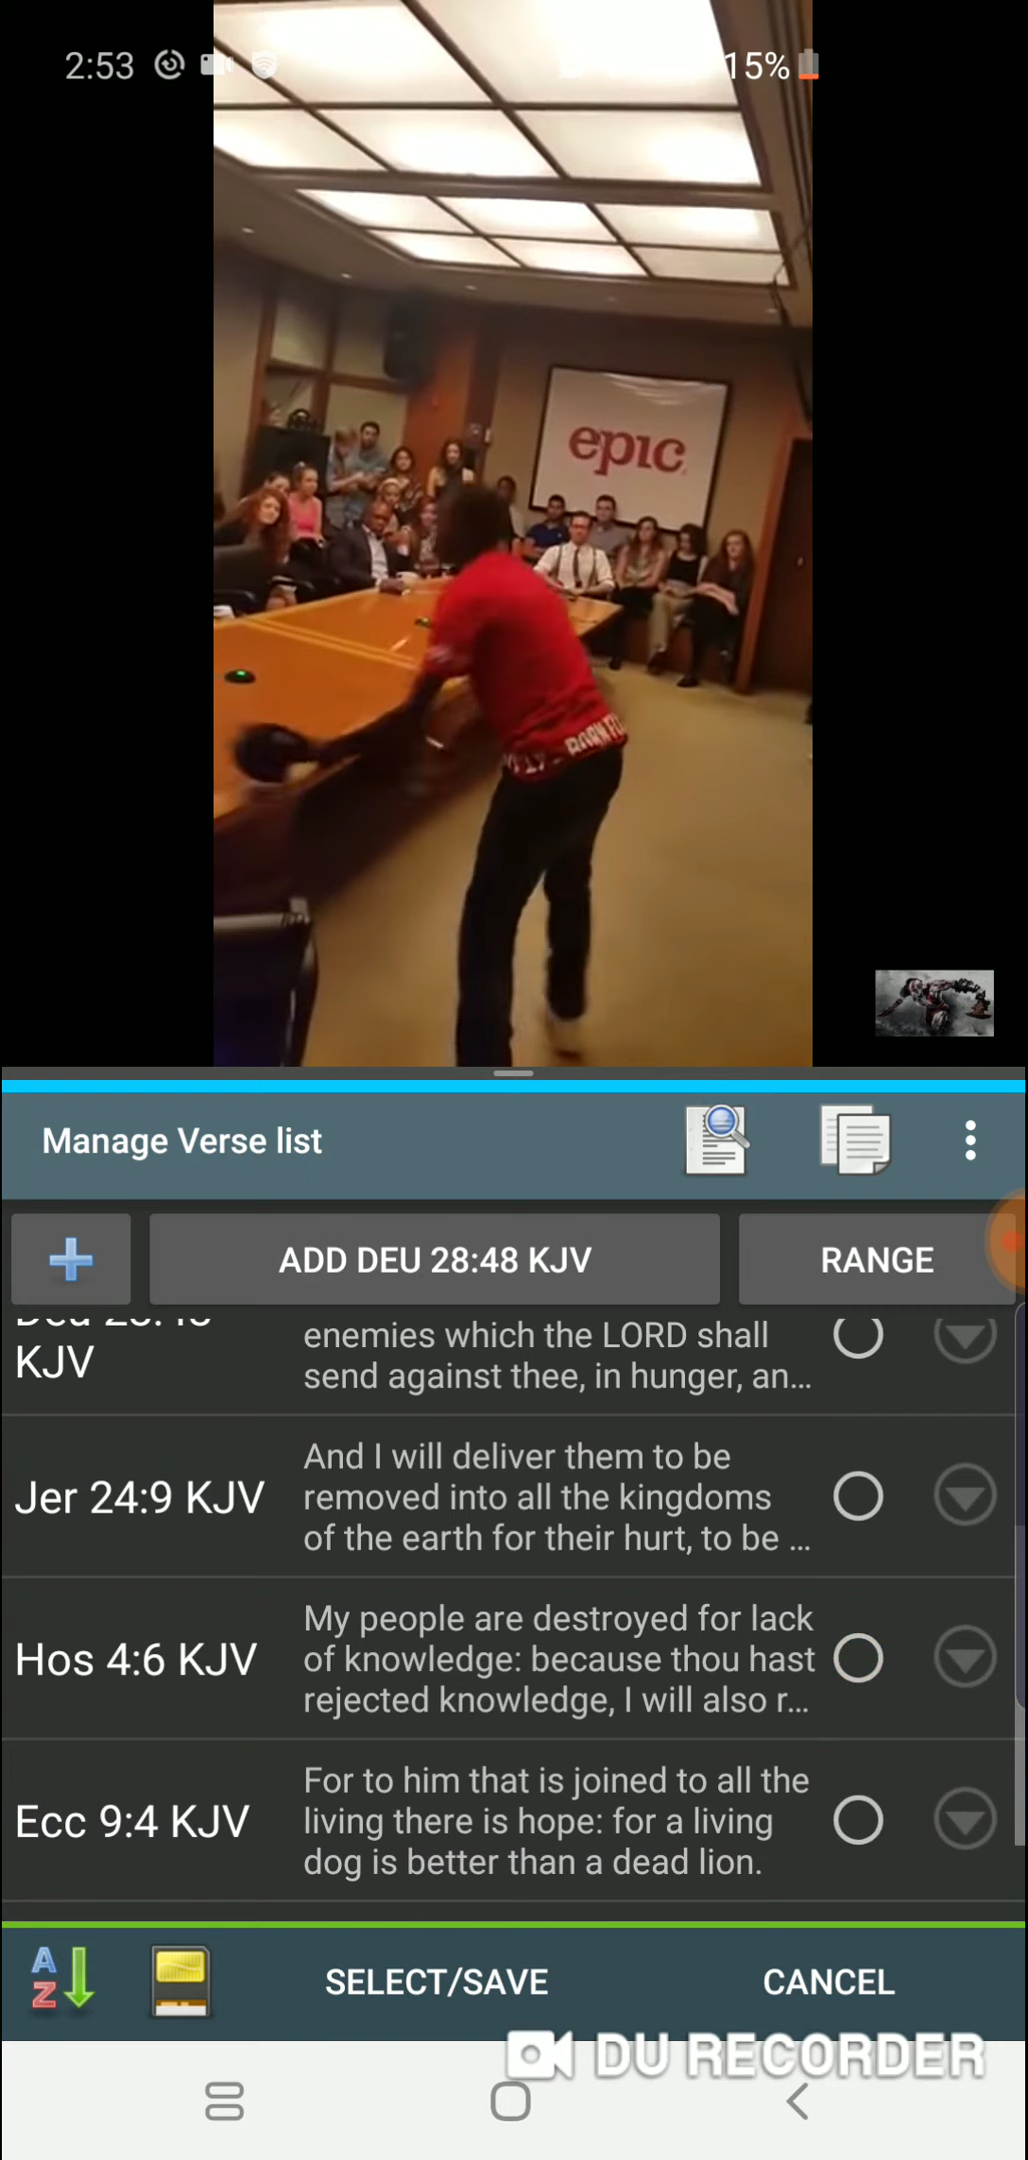 2:53
15%
epic
BORN FL
Manage Verse list
ADD DEU 28:48 KJV
RANGE
KJV
enemies which the LORD shall
send against thee, in hunger, an...
Jer 24:9 KJV
And I will deliver them to be
removed into all the kingdoms
of the earth for their hurt, to be ...
Hos 4:6 KJV
My people are destroyed for lack
of knowledge: because thou hast
rejected knowledge, I will also r...
Ecc 9:4 KJV
For to him that is joined to all the
living there is hope: for a living
dog is better than a dead lion.
A
Z
SELECT/SAVE
CANCEL
DU RECORDER